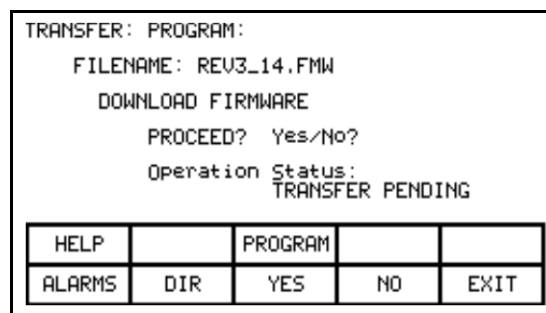 TRANSFER: PROGRAM:
FILENAME: REV3_14.FMW
DOWNLOAD FIRMWARE
PROCEED? Yes/No?
Operation Status:
TRANSFER PENDING
HELP PROGRAM
ALARMS DIR YES NO EXIT